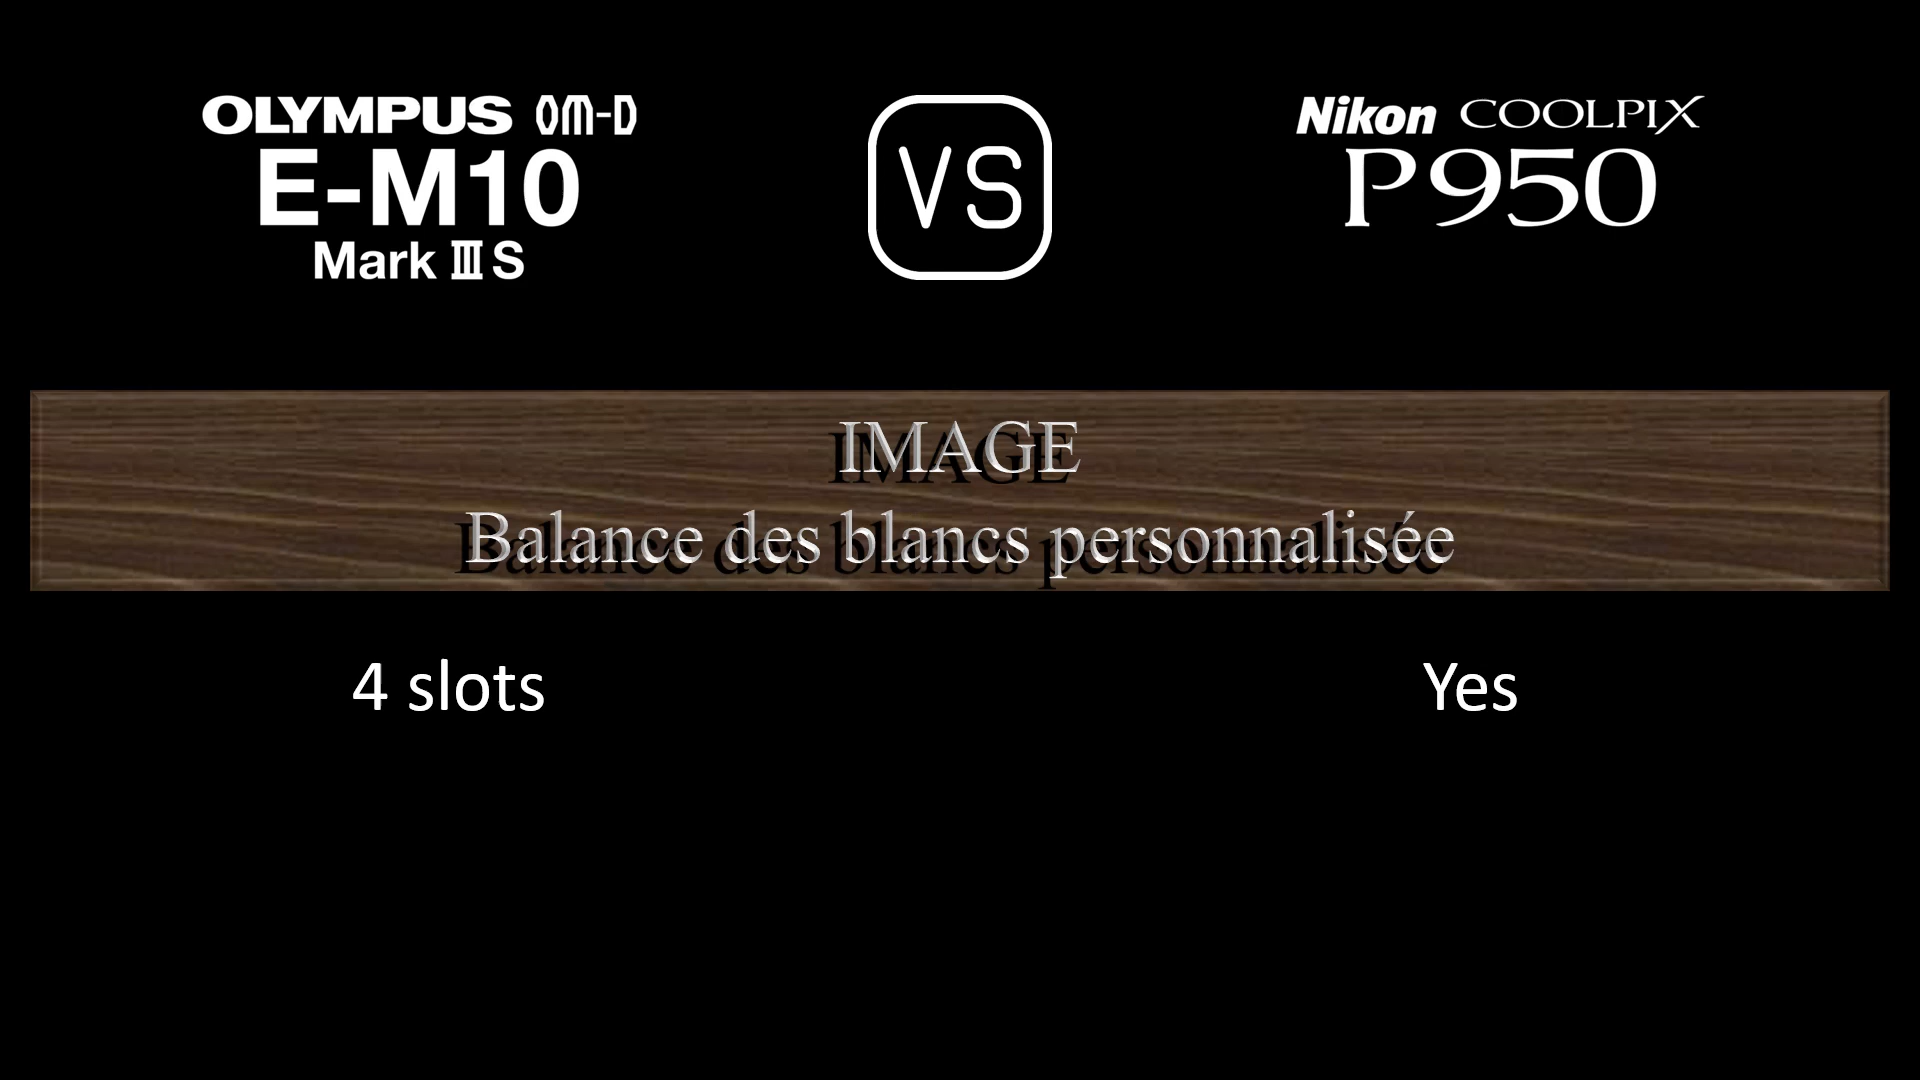 OLYMPUS OM-D
E-M10
Mark III S
VS
Nikon COOLPIX
P950
IMAGE
Balance des blancs personnalisée
4 slots
Yes